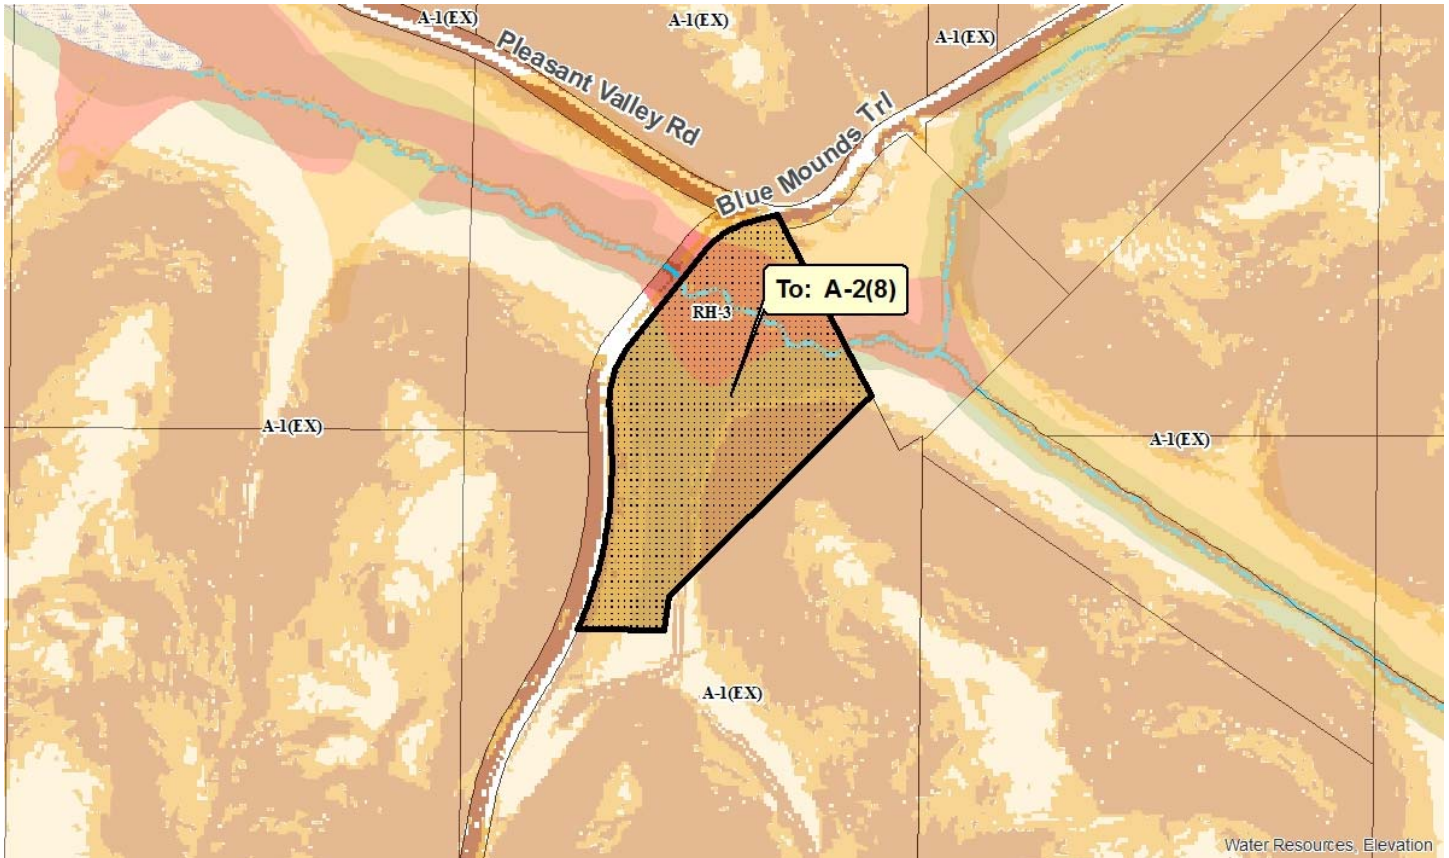 A-1(EX)
A-1(EX)
A-1(EX)
Pleasant Valley Rd
Blue Mounds Trl
To: A-2(8)
RH-3
A-1(EX)
A-1(EX)
A-1(EX)
Water Resources, Elevation